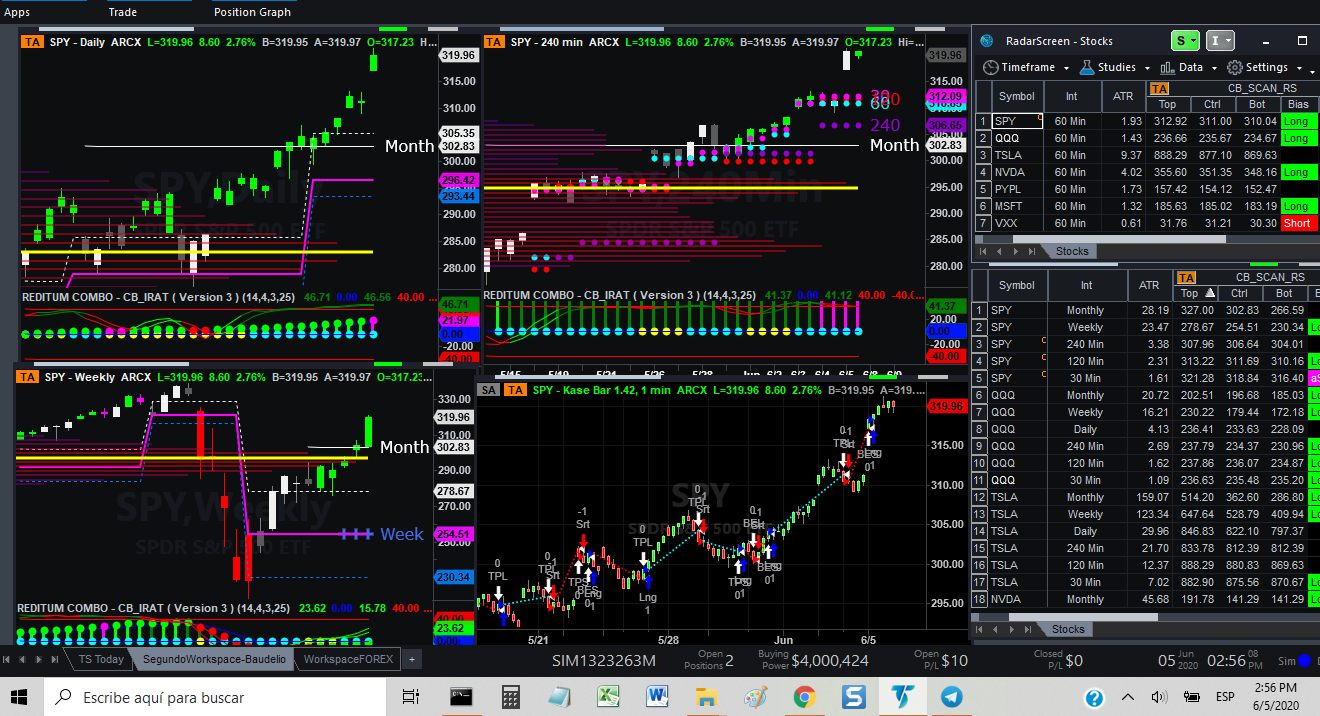 Apps Trade Position Graph
TA SPY - Daily ARCX L=319.96 8.60 2.76% B=319.95 A=319.97 O=317.23 H...
319.96
315.00
310.00
305.35
Month 302.83
300.00
296.42
293.44
290.00
285.00
280.00
SPY,Daily
SPDR S&P 500 ETF
REDITUM COMBO - CB_IRAT ( Version 3 ) (14,4,3,25) 46.71 0.00 46.56 40.00 ...
46.71
21.97
0.00
-20.00
40.00
TA SPY - 240 min ARCX L=319.96 8.60 2.76% B=319.95 A=319.97 O=317.23 Hi=...
319.96
315.00
312.09
60
240
306.66
Month 302.83
300.00
295.00
290.00
285.00
280.00
SPDR S&P 500 ETF
REDITUM COMBO - CB_IRAT ( Version 3 ) (14,4,3,25) 41.37 0.00 41.12 40.00 -40.0...
41.37
20.00
0.00
-20.00
40.00
5/15 5/20 5/26 5/28 Jun 6/2 6/3 6/4 6/5 6/8 6/9
TA SPY - Weekly ARCX L=319.96 8.60 2.76% B=319.95 A=319.97 O=317.23...
330.00
319.96
310.00
Month 302.83
290.00
278.67
270.00
Week 254.51
250.00
230.34
SPY,Weekly
SPDR S&P 500 ETF
REDITUM COMBO - CB_IRAT ( Version 3 ) (14,4,3,25) 23.62 0.00 15.78 40.00 ...
40.00
23.62
0.00
SA TA SPY - Kase Bar 1.42, 1 min ARCX L=319.96 8.60 2.76% B=319.95 A=319....
319.96
315.00
310.00
305.00
300.00
295.00
SPY
SPDR S&P 500 ETF
0
TPL
-1
Srt
0
TPL
Lng
1
5/21 5/28 Jun 6/5
RadarScreen - Stocks S I
Timeframe Studies Data Settings
Symbol Int ATR TA CB_SCAN_RS
Top Ctrl Bot Bias
1 SPY 60 Min 1.93 312.92 311.00 310.04 Long
2 QQQ 60 Min 1.43 236.66 235.67 234.67 Long
3 TSLA 60 Min 9.37 888.29 877.10 869.63
4 NVDA 60 Min 4.02 355.60 351.35 348.16 Long
5 PYPL 60 Min 1.73 157.42 154.12 152.47
6 MSFT 60 Min 1.32 185.63 185.02 183.19 Long
7 VXX 60 Min 0.61 31.76 31.21 30.30 Short
Stocks
Symbol Int ATR TA CB_SCAN_RS
Top Ctrl Bot
1 SPY Monthly 28.19 327.00 302.83 266.59
2 SPY Weekly 23.47 278.67 254.51 230.34 Lo
3 SPY 240 Min 3.38 307.96 306.64 304.01
4 SPY 120 Min 2.31 313.22 311.69 310.16 Lo
5 SPY 30 Min 1.61 321.28 318.84 316.40 aS
6 QQQ Monthly 20.72 202.51 196.68 185.03 Lo
7 QQQ Weekly 16.21 230.22 179.44 172.18 Lo
8 QQQ Daily 4.13 236.41 233.63 228.09
9 QQQ 240 Min 2.69 237.79 234.37 230.96 Lo
10 QQQ 120 Min 1.62 237.86 236.07 234.87 Lo
11 QQQ 30 Min 1.09 236.63 235.48 235.20 Lo
12 TSLA Monthly 159.07 514.20 362.60 286.80 Lo
13 TSLA Weekly 123.34 647.64 528.79 409.94 Lo
14 TSLA Daily 29.96 846.83 822.10 797.37
15 TSLA 240 Min 21.70 833.78 812.39 812.39
16 TSLA 120 Min 12.37 888.29 880.83 869.63
17 TSLA 30 Min 7.02 882.90 875.56 870.67 Lo
18 NVDA Monthly 45.68 191.78 141.29 141.29 Lo
Stocks
TS Today SegundoWorkspace-Baudelio WorkspaceFOREX +
SIM1323263M Open Positions 2 Buying Power $4,000,424 Open P/L $10 Closed P/L $0 05 Jun 2020 02:56 08 PM Sim
Escribe aquí para buscar
ESP 2:56 PM
6/5/2020